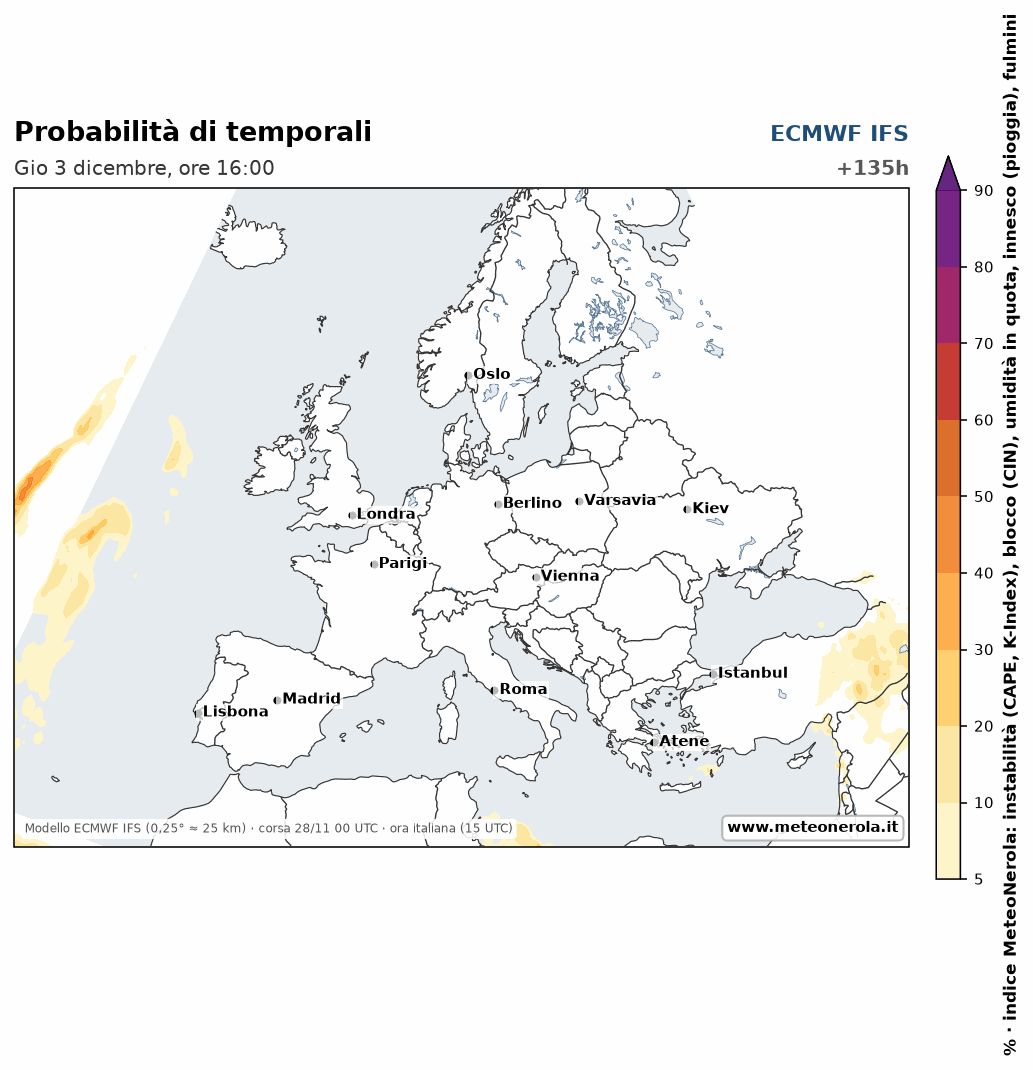 Probabilità di temporali
ECMWF IFS
Gio 3 dicembre, ore 16:00
+135h
Oslo
Londra
Berlino
Varsavia
Kiev
Parigi
Vienna
Istanbul
Roma
Madrid
Lisbona
Atene
Modello ECMWF IFS (0,25° ≈ 25 km) · corsa 28/11 00 UTC · ora italiana (15 UTC)
www.meteonerola.it
90
80
70
60
50
40
30
20
10
5
% · indice MeteoNerola: instabilità (CAPE, K-Index), blocco (CIN), umidità in quota, innesco (pioggia), fulmini